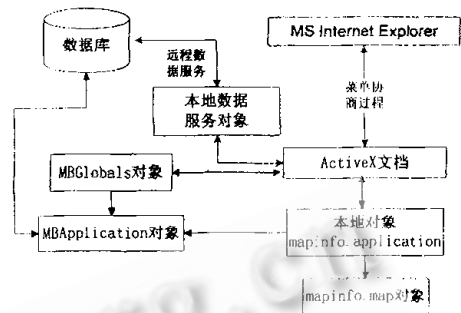 数据库
MS Internet Explorer
远程数
据服务
菜单协
商过程
本地数据
服务对象
MBGlobals对象
ActiveX文档
MBApplication对象
本地对象
mapinfo.application
mapinfo.map对象